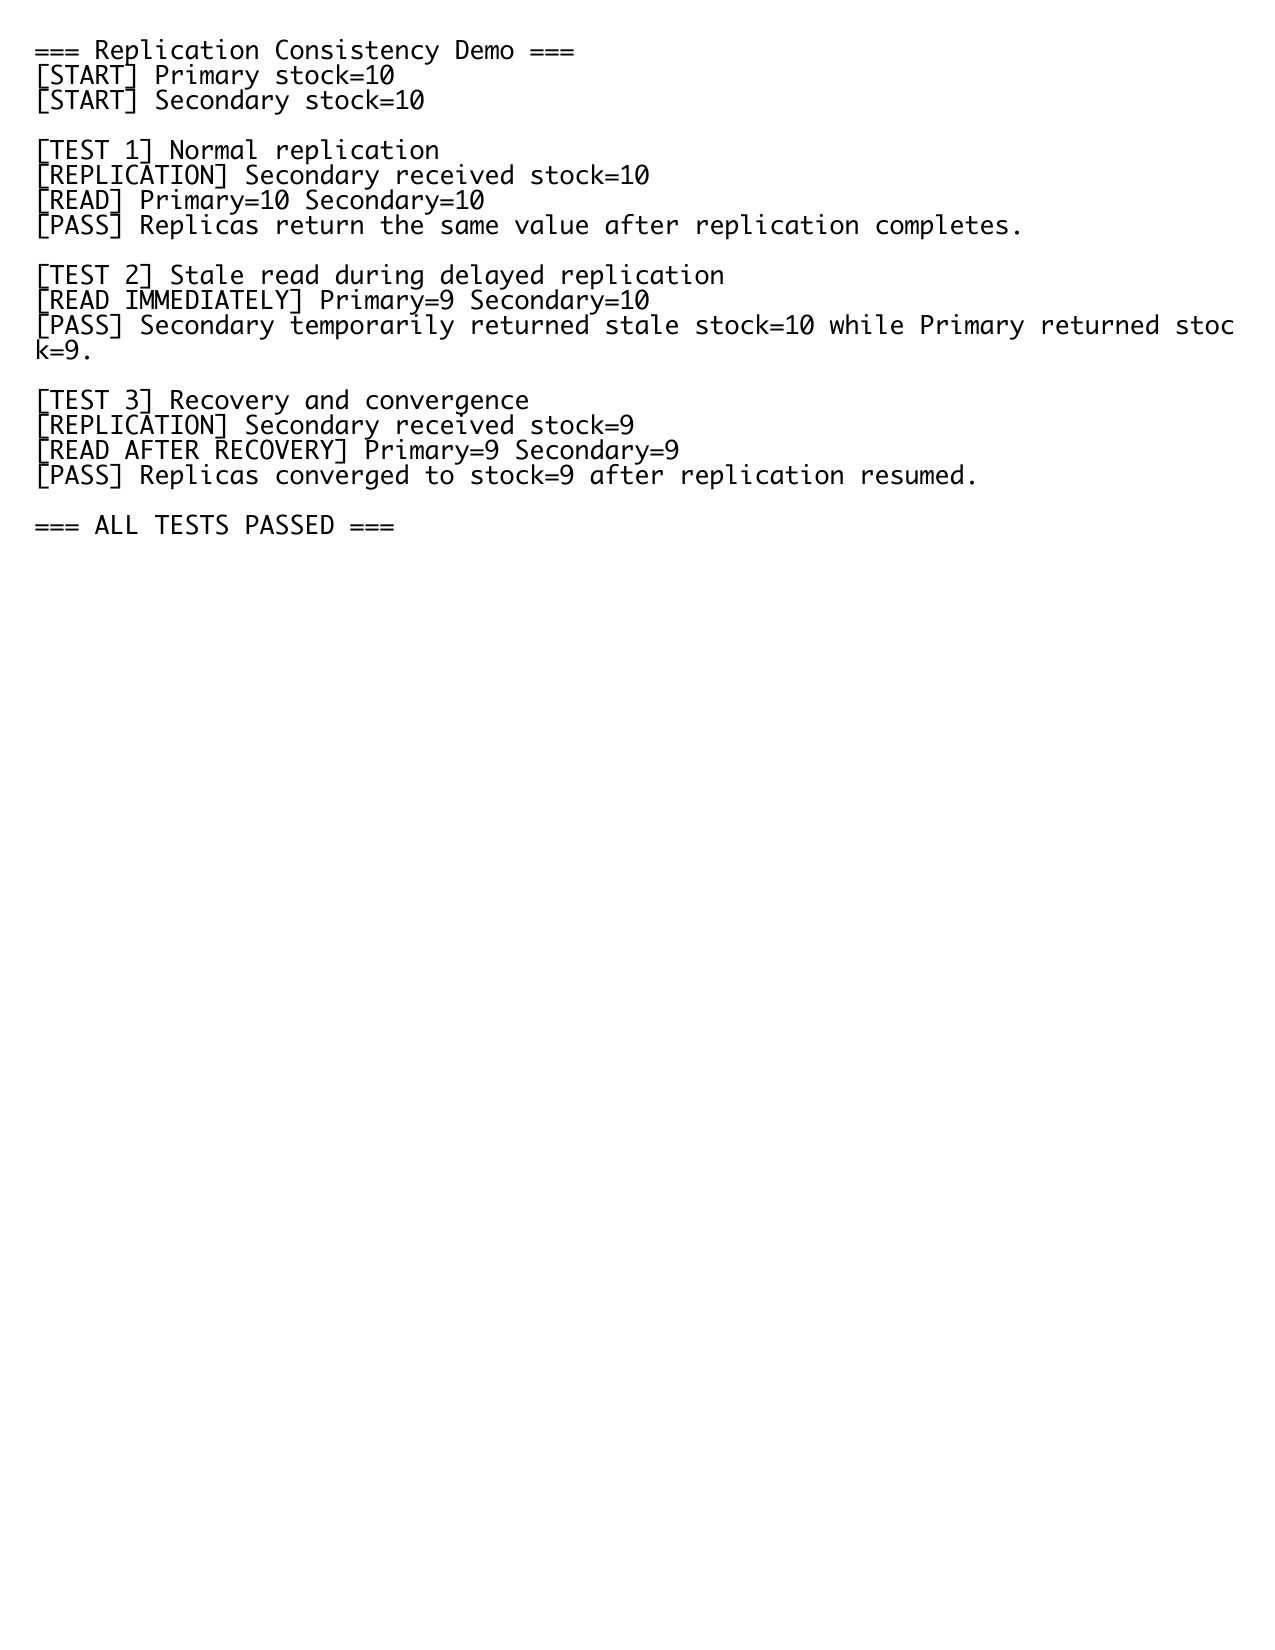 === Replication Consistency Demo ===
[START] Primary stock=10
[START] Secondary stock=10

[TEST 1] Normal replication
[REPLICATION] Secondary received stock=10
[READ] Primary=10 Secondary=10
[PASS] Replicas return the same value after replication completes.

[TEST 2] Stale read during delayed replication
[READ IMMEDIATELY] Primary=9 Secondary=10
[PASS] Secondary temporarily returned stale stock=10 while Primary returned stoc
k=9.

[TEST 3] Recovery and convergence
[REPLICATION] Secondary received stock=9
[READ AFTER RECOVERY] Primary=9 Secondary=9
[PASS] Replicas converged to stock=9 after replication resumed.

=== ALL TESTS PASSED ===